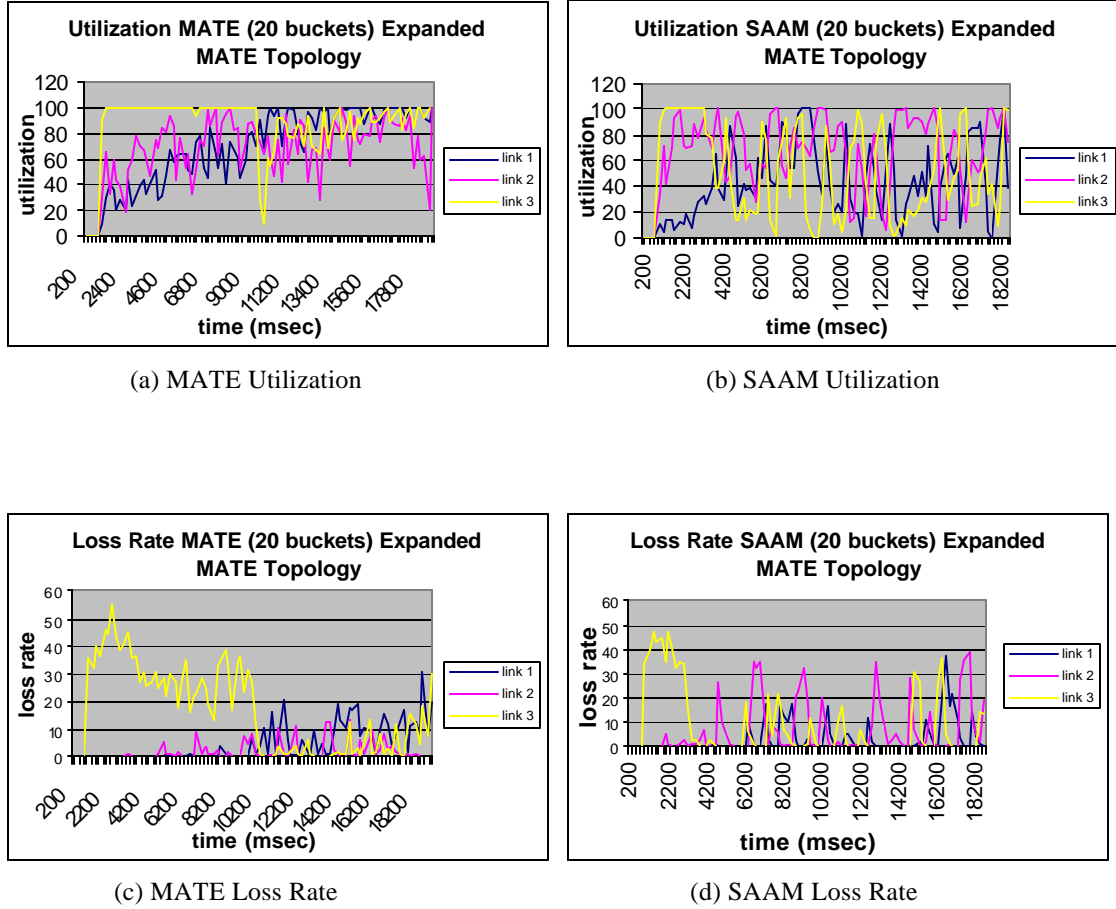 Utilization MATE (20 buckets) Expanded
MATE Topology
120
100
80
60
40
20
0
utilization
200
2400
4600
6800
9000
11200
13400
15600
17800
time (msec)
link 1
link 2
link 3
(a) MATE Utilization
Utilization SAAM (20 buckets) Expanded
MATE Topology
120
100
80
60
40
20
0
utilization
200
2200
4200
6200
8200
10200
12200
14200
16200
18200
time (msec)
link 1
link 2
link 3
(b) SAAM Utilization
Loss Rate MATE (20 buckets) Expanded
MATE Topology
60
50
40
30
20
10
0
loss rate
200
2200
4200
6200
8200
10200
12200
14200
16200
18200
time (msec)
link 1
link 2
link 3
(c) MATE Loss Rate
Loss Rate SAAM (20 buckets) Expanded
MATE Topology
60
50
40
30
20
10
0
loss rate
200
2200
4200
6200
8200
10200
12200
14200
16200
18200
time (msec)
link 1
link 2
link 3
(d) SAAM Loss Rate